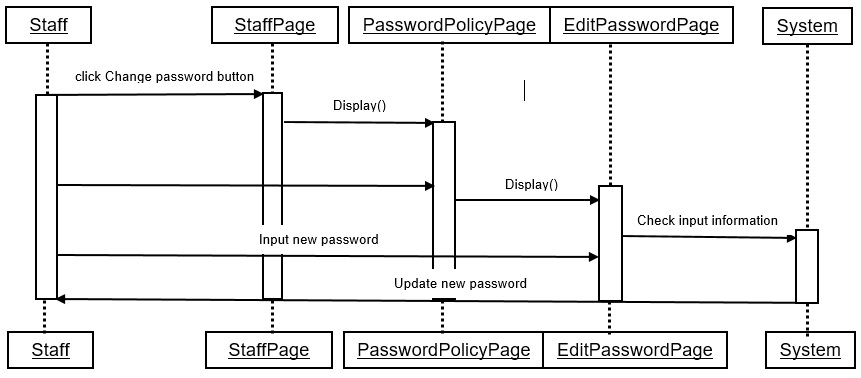 Staff
StaffPage
PasswordPolicyPage
EditPasswordPage
System
click Change password button
Display()
Display()
Check input information
Input new password
Update new password
Staff
StaffPage
PasswordPolicyPage
EditPasswordPage
System